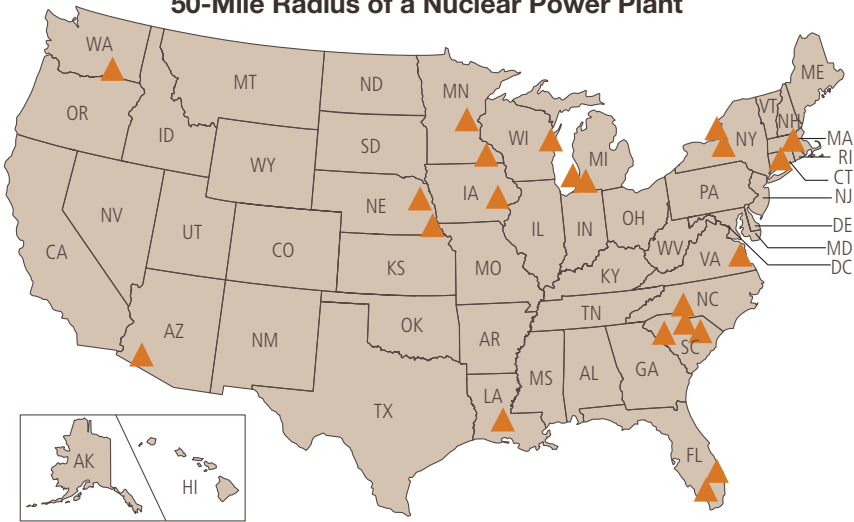 50-Mile Radius of a Nuclear Power Plant
WA
MT
ND
MN
ME
OR
ID
SD
WI
MI
VT
NH
NY
MA
RI
CT
NJ
WY
NE
IA
PA
NV
UT
CO
IL
IN
OH
DE
MD
DC
CA
KS
MO
WV
VA
KY
AZ
NM
OK
AR
TN
NC
SC
TX
LA
MS
AL
GA
FL
AK
HI